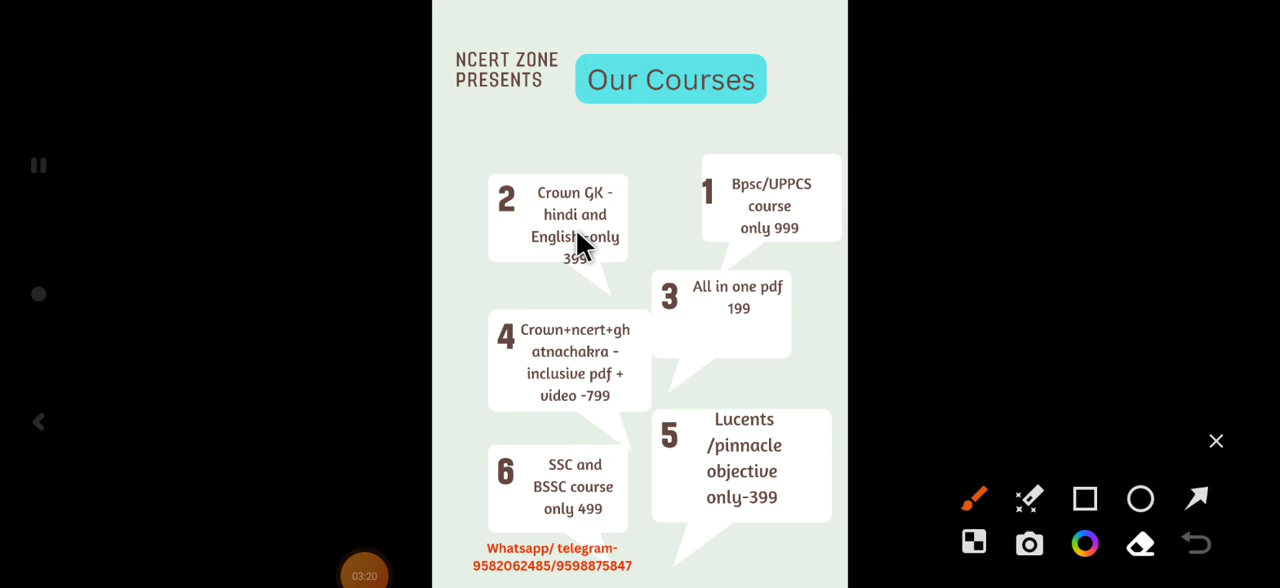 NCERT ZONE
PRESENTS
Our Courses
1
Bpsc/UPPCS
course
only 999
2
Crown GK -
hindi and
English-only
399
3
All in one pdf
199
4
Crown+ncert+gh
atnachakra -
inclusive pdf +
video -799
5
Lucents
/pinnacle
objective
only-399
6
SSC and
BSSC course
only 499
Whatsapp/ telegram-
9582062485/9598875847
03:20